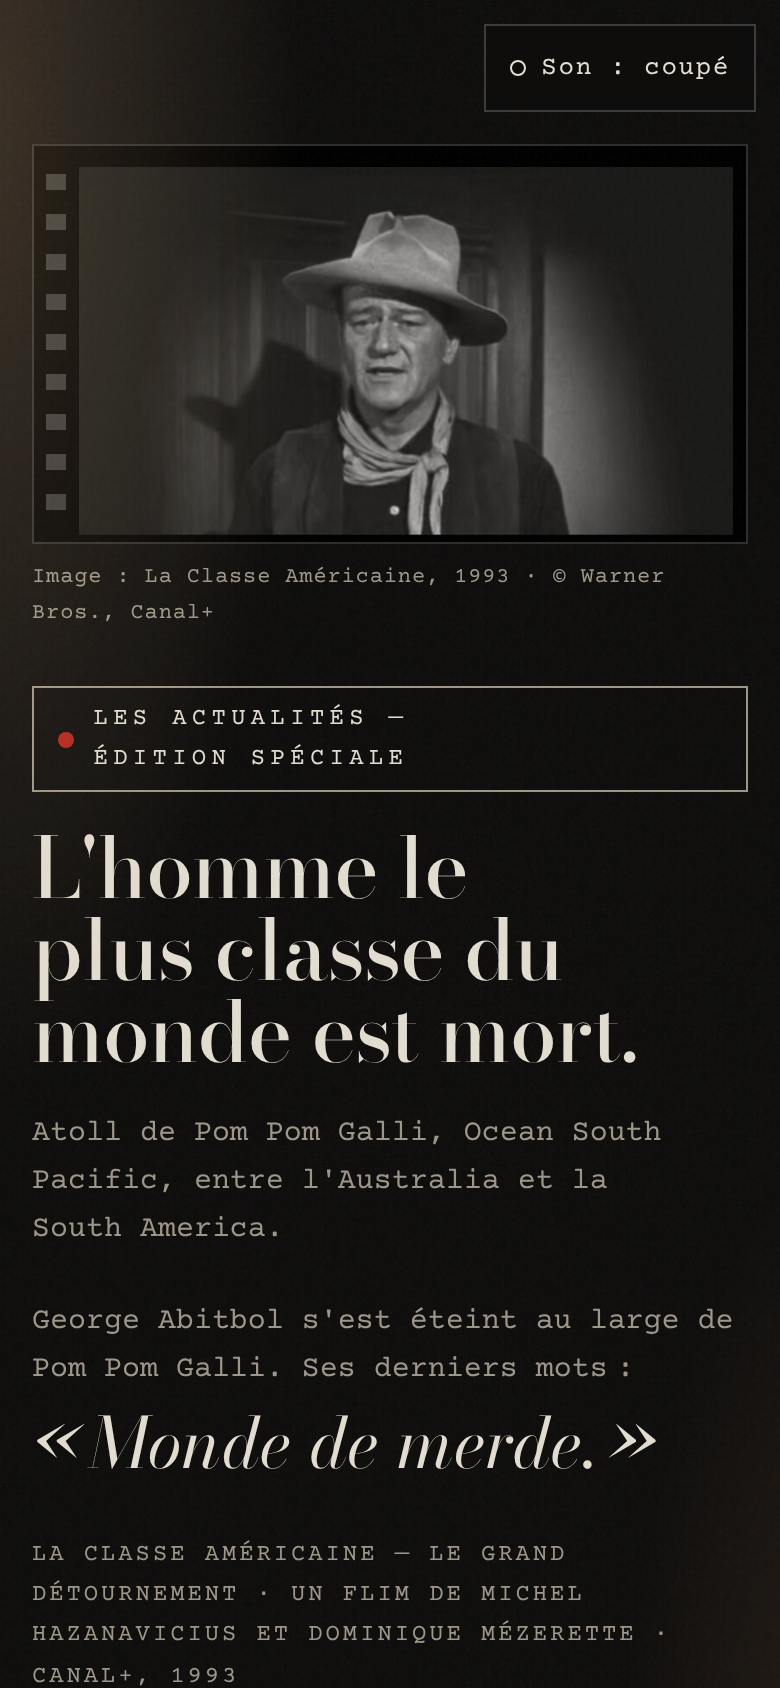 Son : coupé
Image : La Classe Américaine, 1993 · © Warner
Bros., Canal+
LES ACTUALITÉS —
ÉDITION SPÉCIALE
L'homme le
plus classe du
monde est mort.
Atoll de Pom Pom Galli, Ocean South
Pacific, entre l'Australia et la
South America.
George Abitbol s'est éteint au large de
Pom Pom Galli. Ses derniers mots :
« Monde de merde. »
LA CLASSE AMÉRICAINE — LE GRAND
DÉTOURNEMENT · UN FLIM DE MICHEL
HAZANAVICIUS ET DOMINIQUE MÉZERETTE ·
CANAL+, 1993